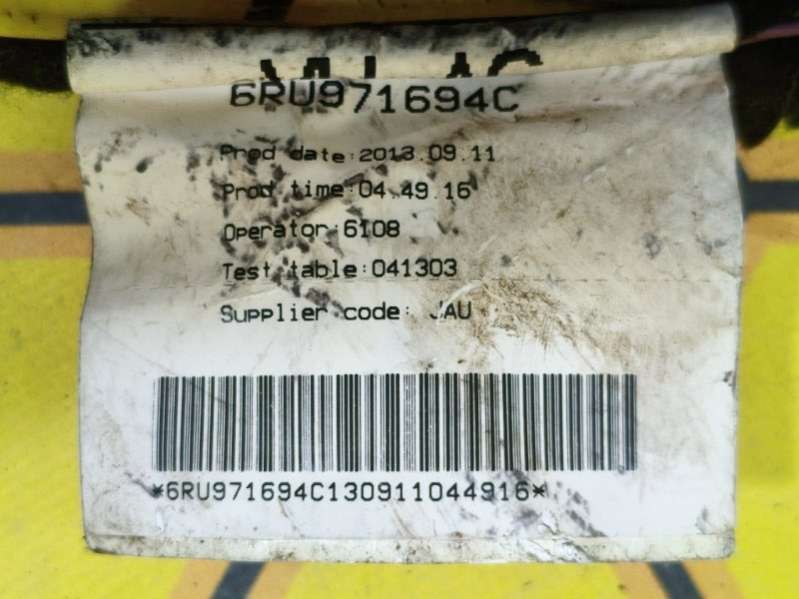 6RU971694C
Prod date:2013.09.11
Prod time:04.49.16
Operator:6108
Test table:041303
Supplier code: JAU
*6RU971694C130911044916*